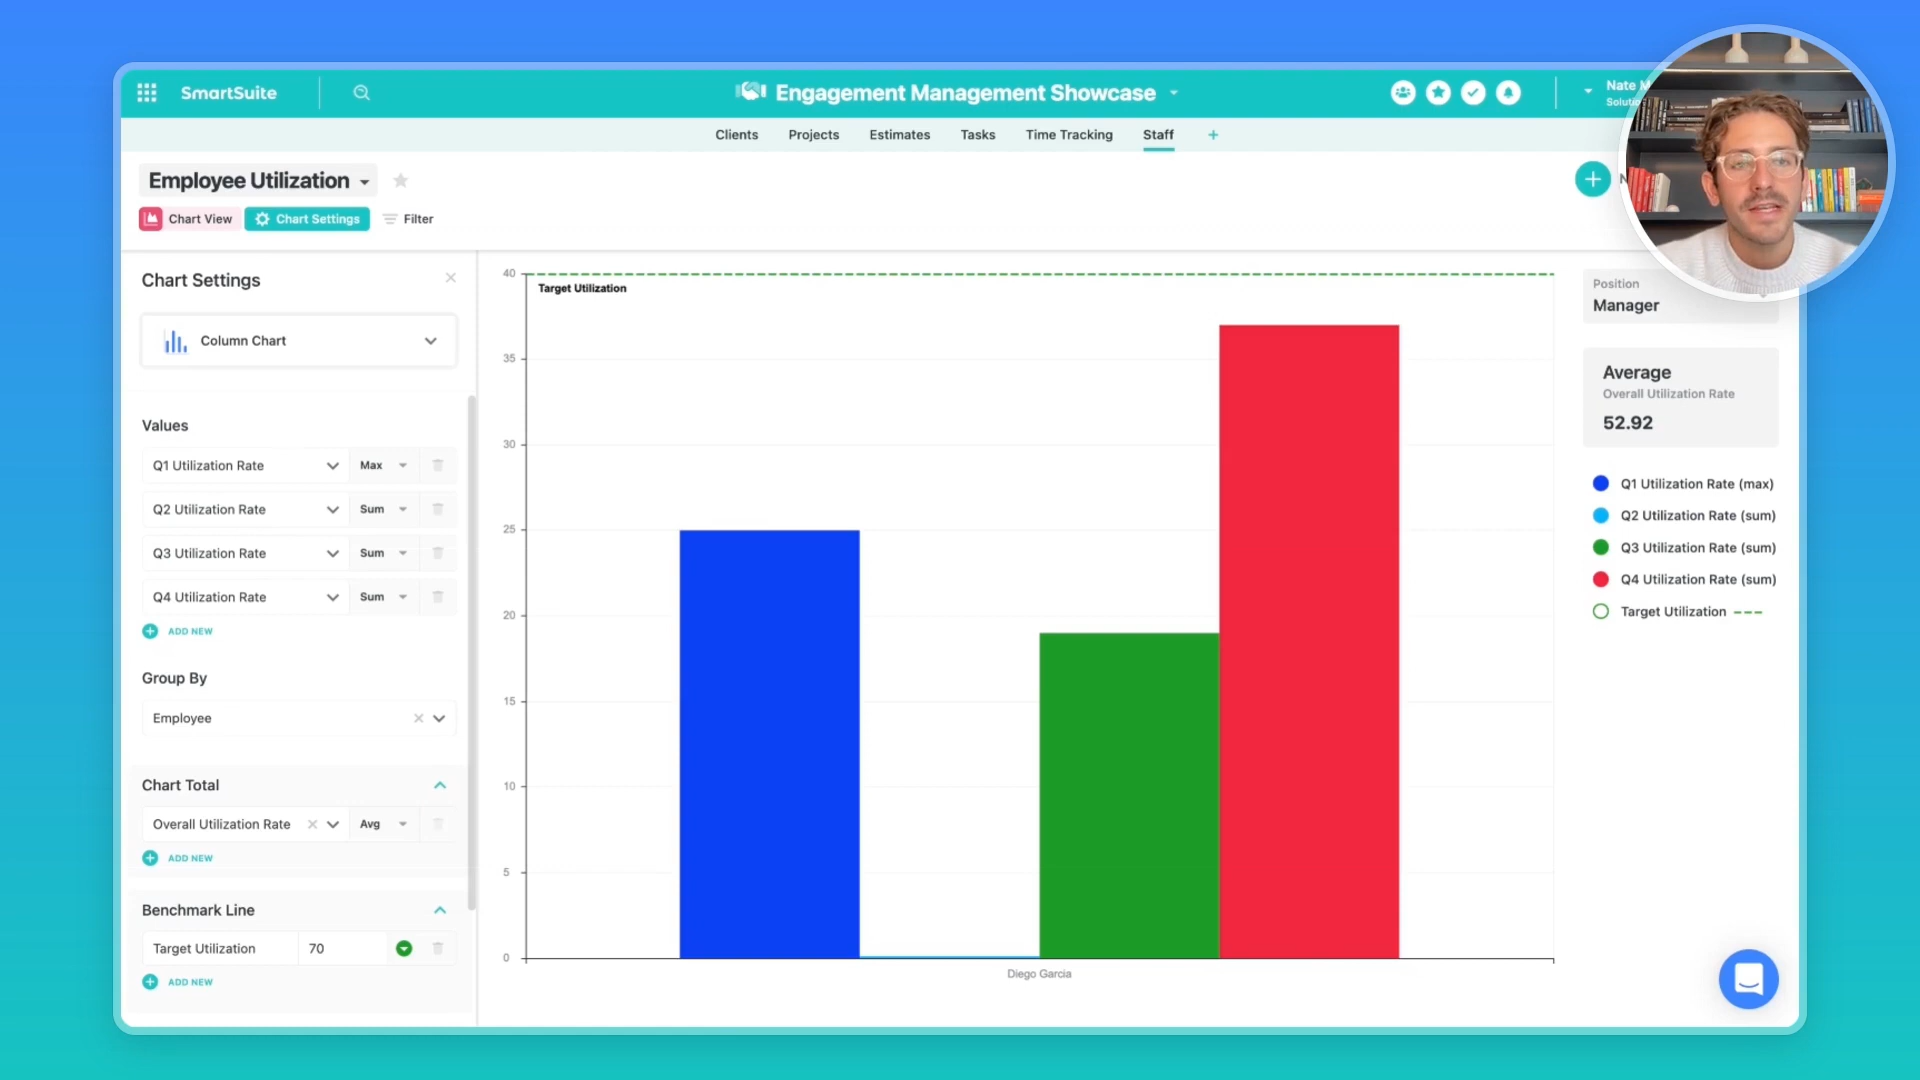 SmartSuite
Engagement Management Showcase
Nate M
Solutio
Clients Projects Estimates Tasks Time Tracking Staff +
Employee Utilization
Chart View Chart Settings Filter
Chart Settings
Column Chart
Values
Q1 Utilization Rate Max
Q2 Utilization Rate Sum
Q3 Utilization Rate Sum
Q4 Utilization Rate Sum
ADD NEW
Group By
Employee
Chart Total
Overall Utilization Rate Avg
ADD NEW
Benchmark Line
Target Utilization 70
ADD NEW
40
Target Utilization
35
30
25
20
15
10
5
0
Diego Garcia
Position
Manager
Average
Overall Utilization Rate
52.92
Q1 Utilization Rate (max)
Q2 Utilization Rate (sum)
Q3 Utilization Rate (sum)
Q4 Utilization Rate (sum)
Target Utilization